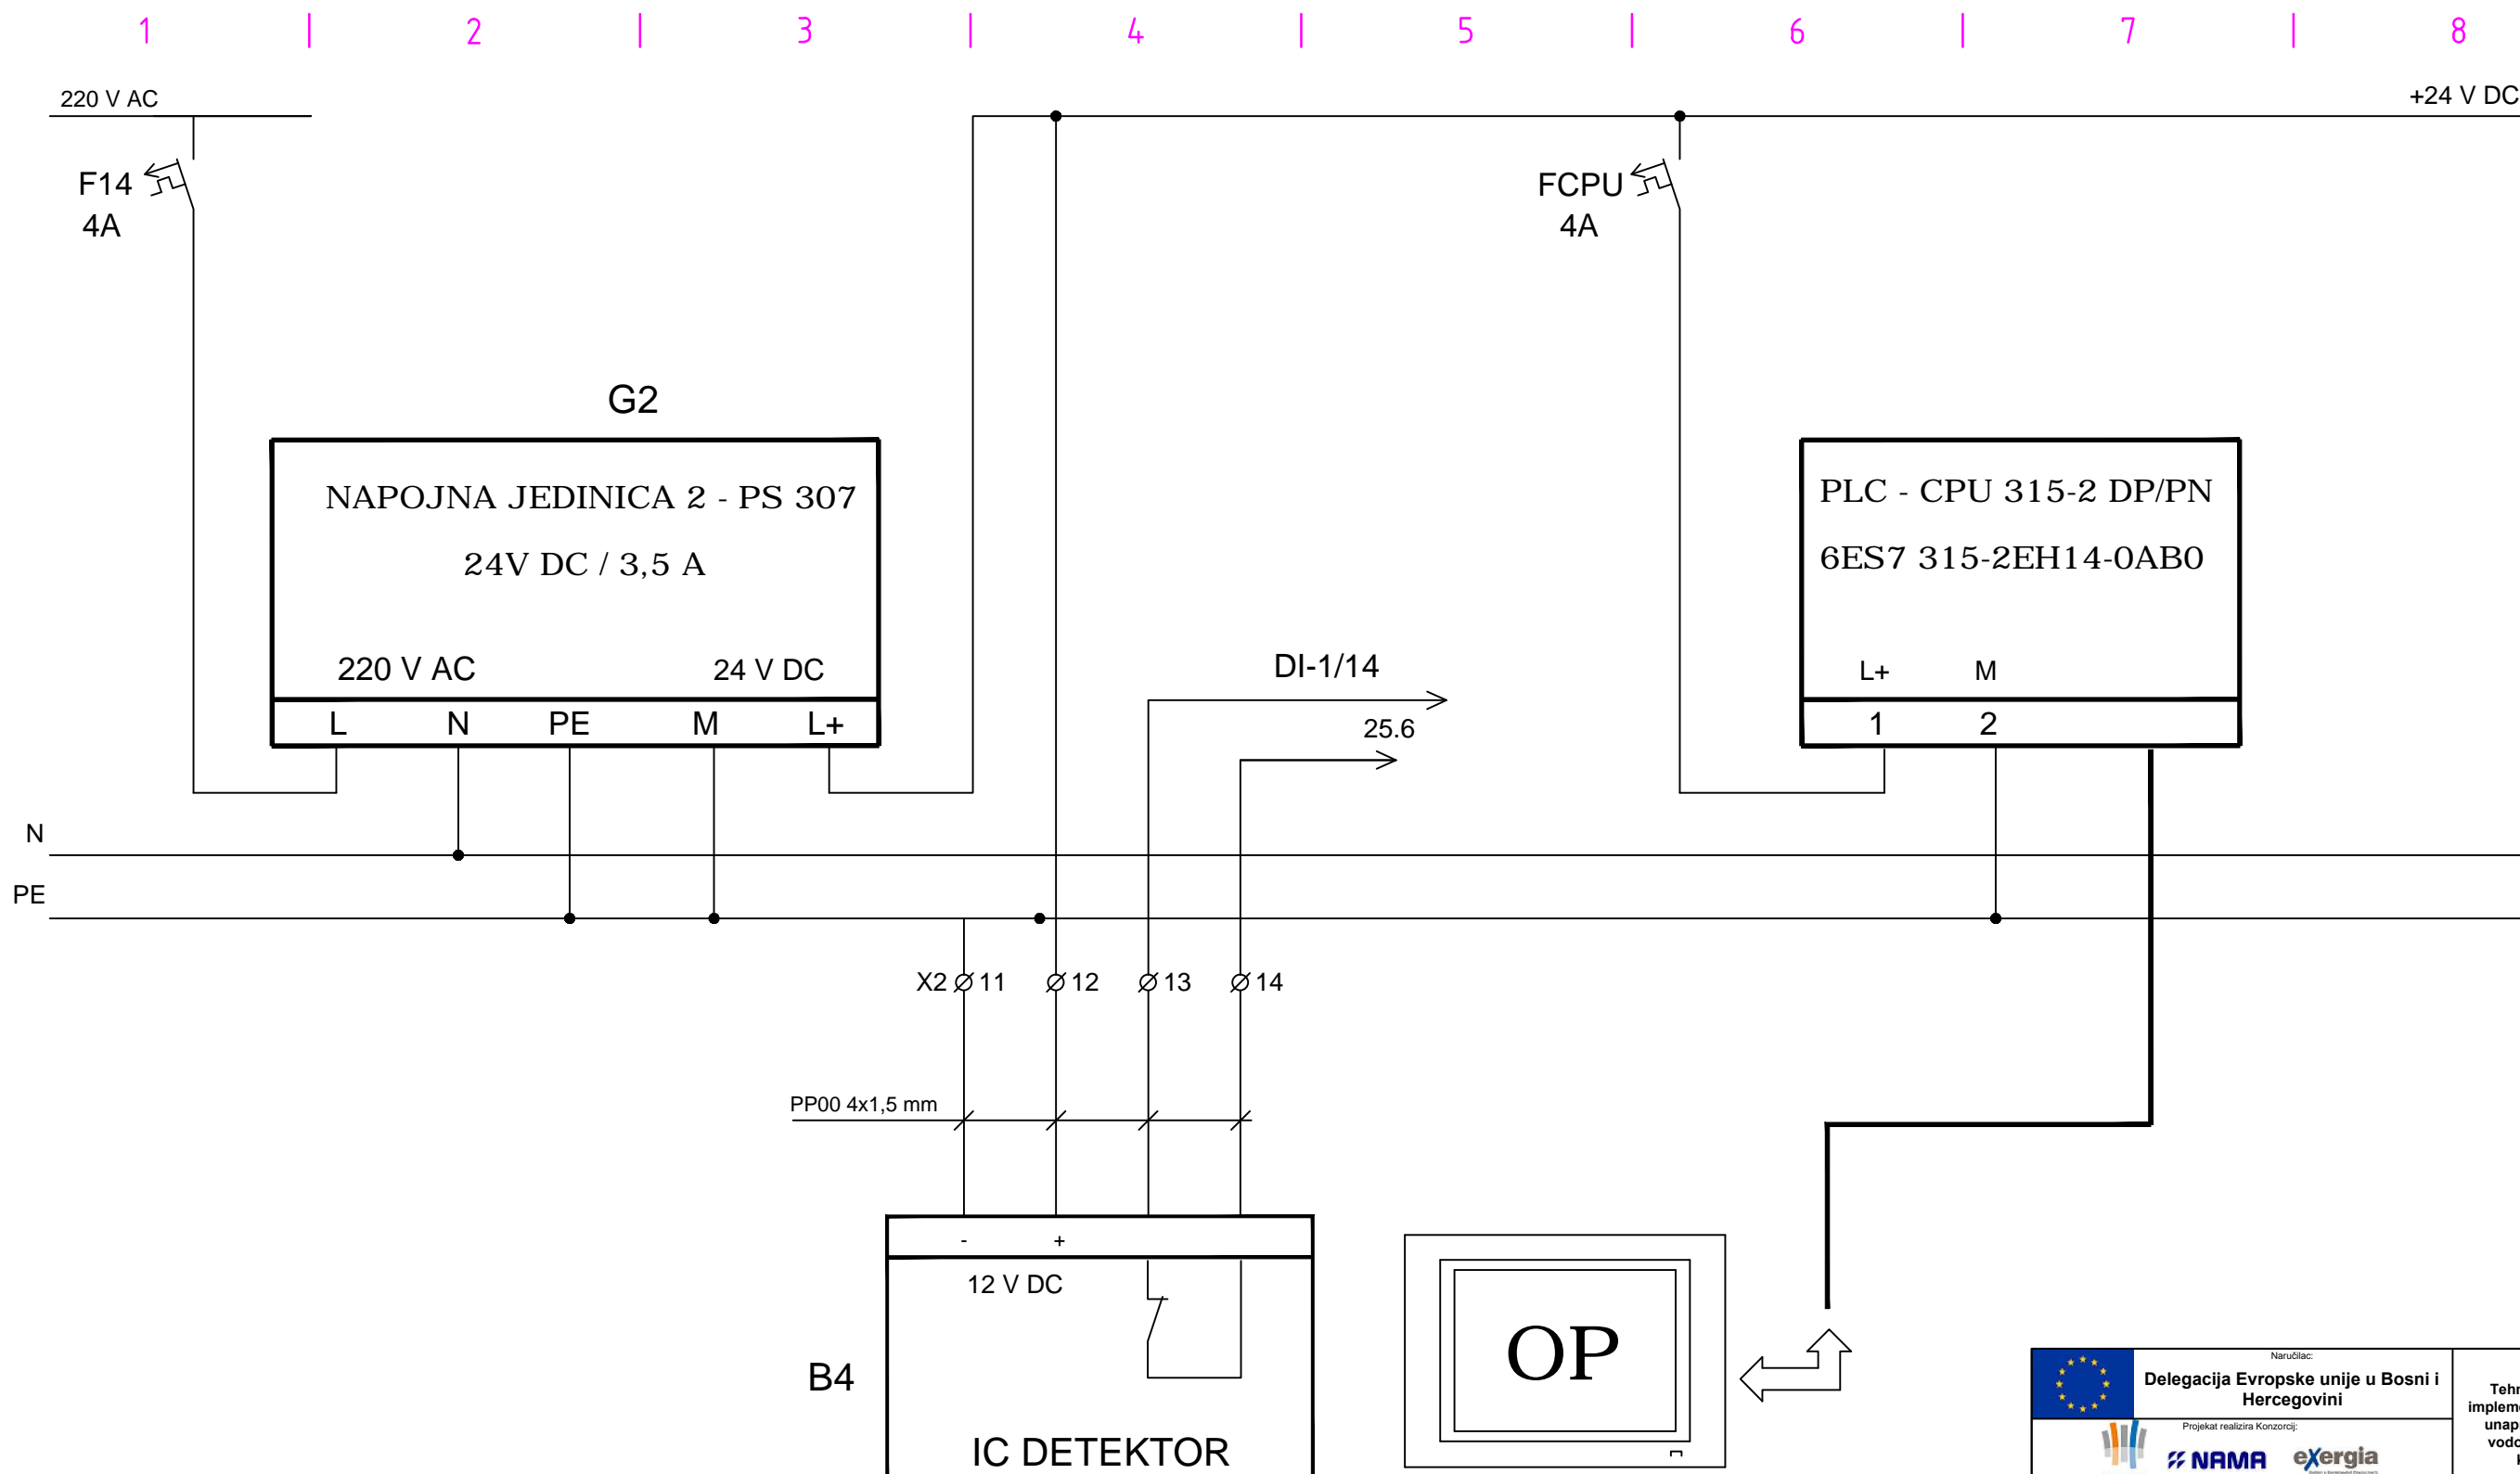 1 2 3 4 5 6 7 8
220 V AC
+24 V DC
F14
4A
FCPU
4A
G2
NAPOJNA JEDINICA 2 - PS 307
24V DC / 3,5 A
220 V AC 24 V DC
L N PE M L+
PLC - CPU 315-2 DP/PN
6ES7 315-2EH14-0AB0
L+ M
1 2
DI-1/14
25.6
N
PE
X2 11 12 13 14
PP00 4x1,5 mm
- +
12 V DC
B4
IC DETEKTOR
OP
Naručilac:
Delegacija Evropske unije u Bosni i
Hercegovini
Projekat realizira Konzorcij:
NAMA exergia